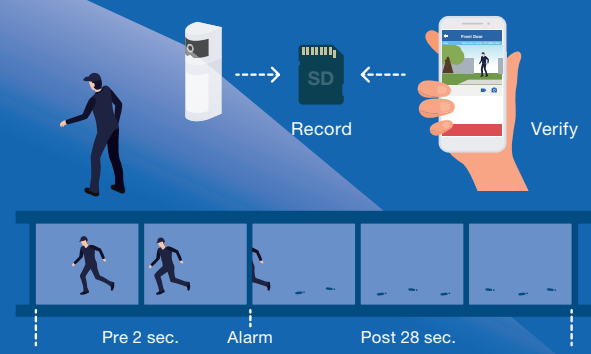 Front Door
SD
Record
Verify
Pre 2 sec.
Alarm
Post 28 sec.